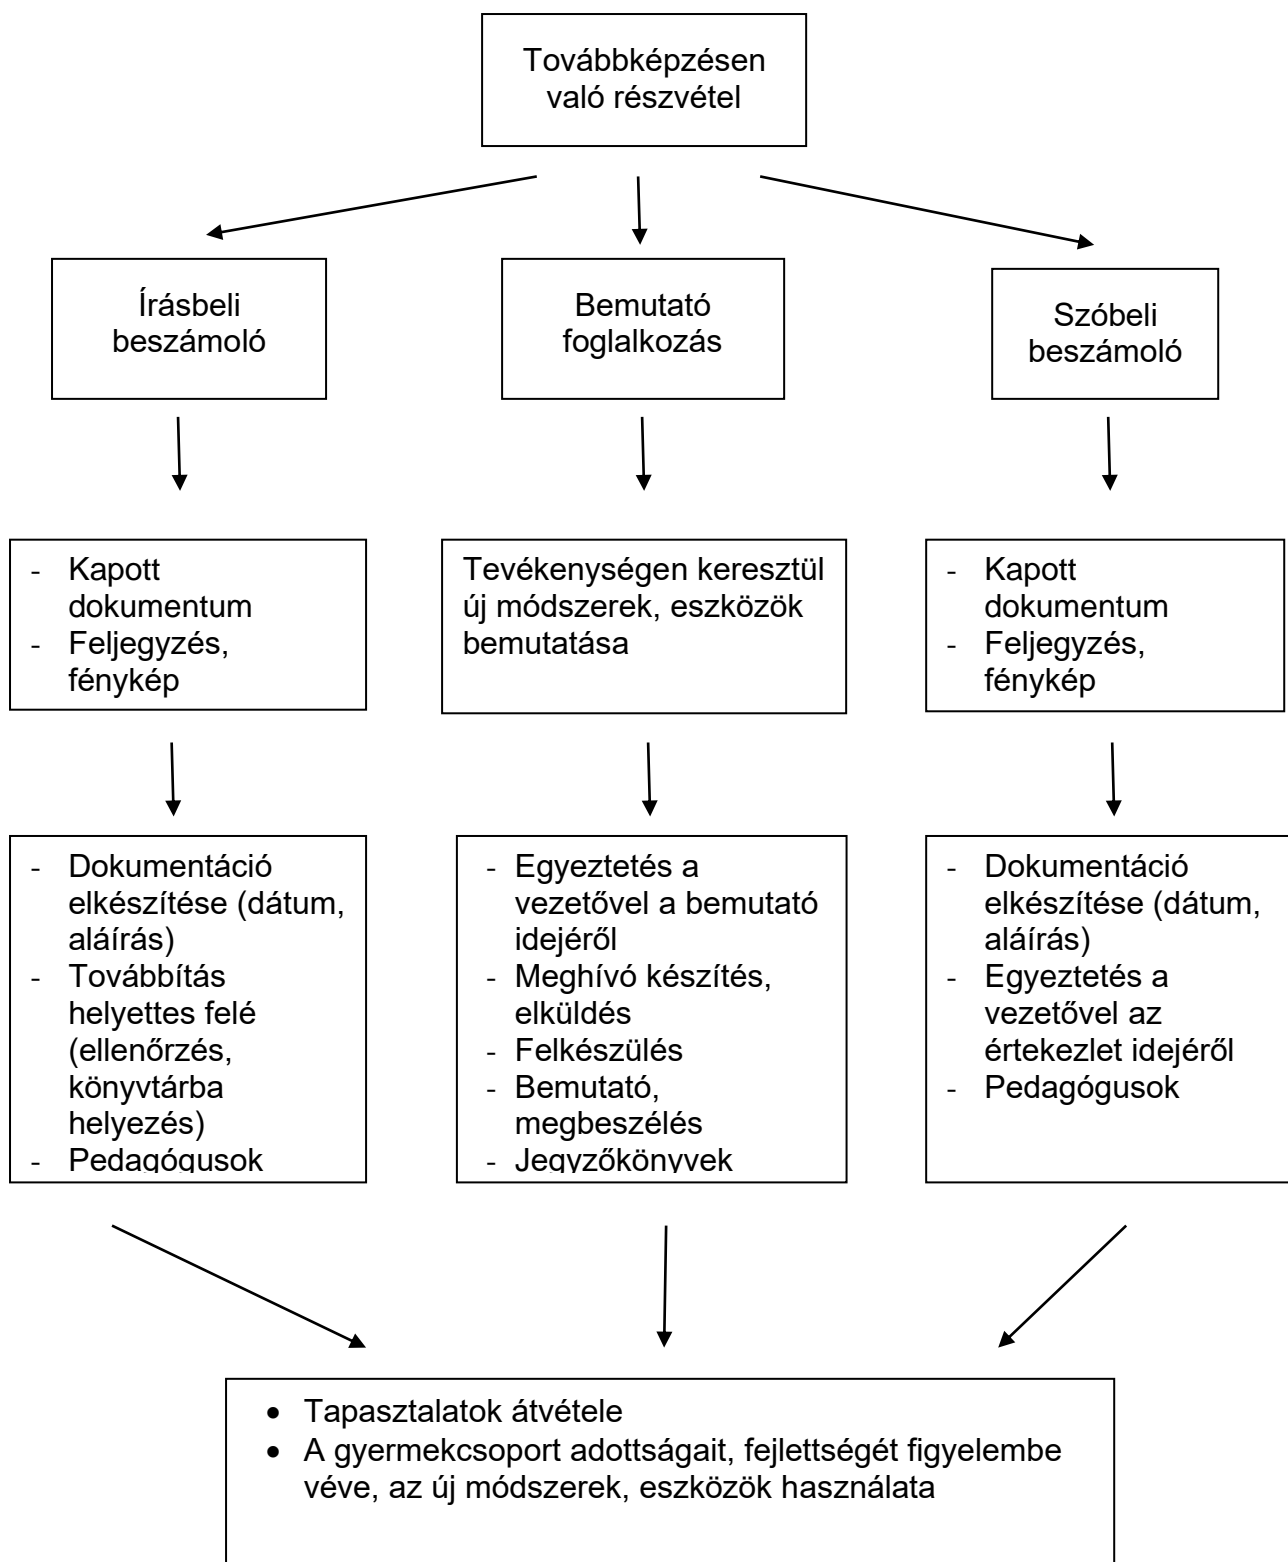 Továbbképzésen
való részvétel
Írásbeli
beszámoló
Bemutató
foglalkozás
Szóbeli
beszámoló
- Kapott
dokumentum
- Feljegyzés,
fénykép
Tevékenységen keresztül
új módszerek, eszközök
bemutatása
- Kapott
dokumentum
- Feljegyzés,
fénykép
- Dokumentáció
elkészítése (dátum,
aláírás)
- Továbbítás
helyettes felé
(ellenőrzés,
könyvtárba
helyezés)
- Pedagógusok
- Egyeztetés a
vezetővel a bemutató
idejéről
- Meghívó készítés,
elküldés
- Felkészülés
- Bemutató,
megbeszélés
- Jegyzőkönyvek
- Dokumentáció
elkészítése (dátum,
aláírás)
- Egyeztetés a
vezetővel az
értekezlet idejéről
- Pedagógusok
• Tapasztalatok átvétele
• A gyermekcsoport adottságait, fejlettségét figyelembe
véve, az új módszerek, eszközök használata